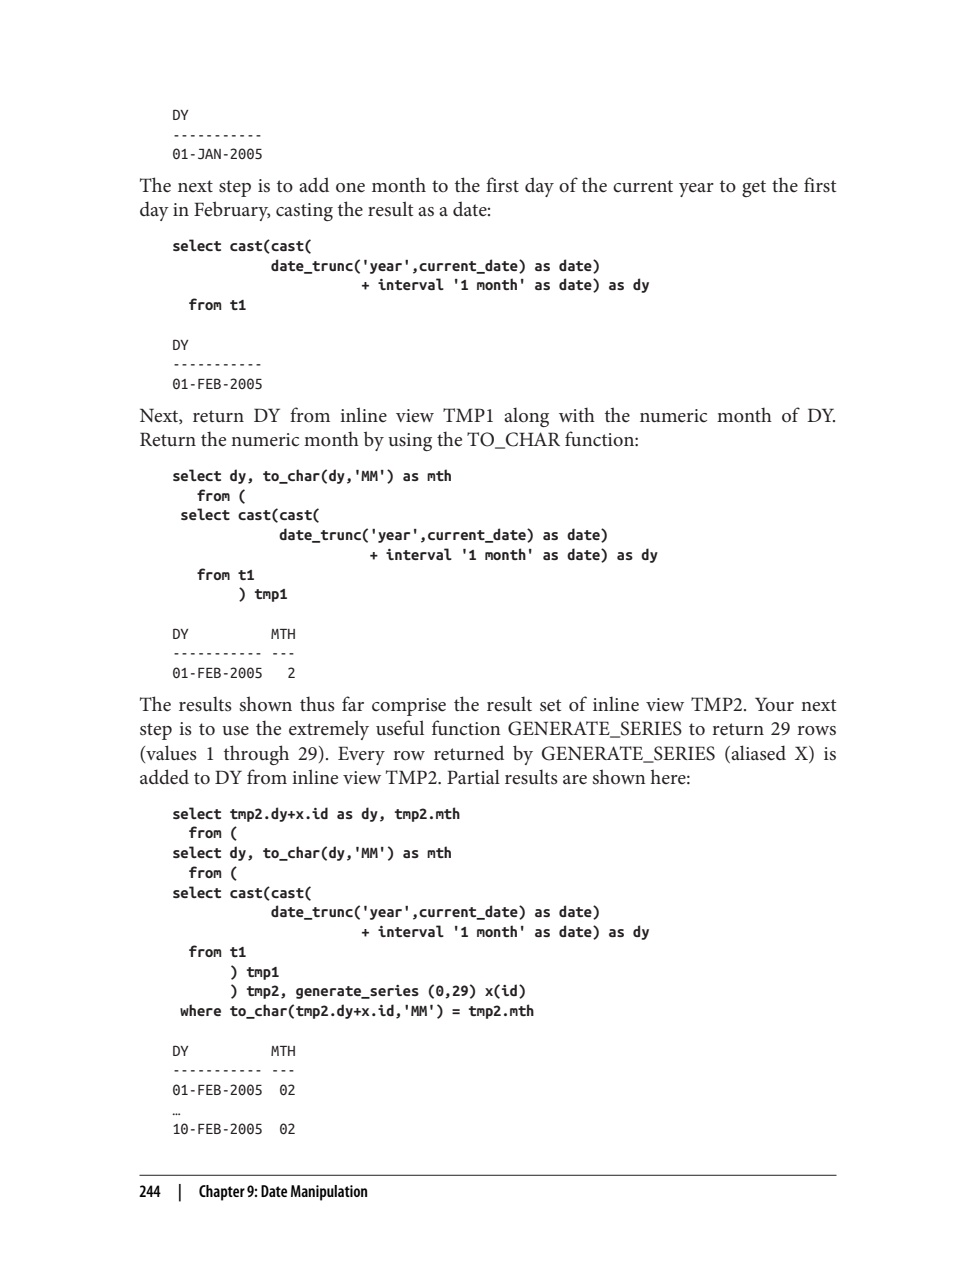 DY
-----------
01-JAN-2005
The next step is to add one month to the first day of the current year to get the first
day in February, casting the result as a date:
select cast(cast(
            date_trunc('year',current_date) as date)
                       + interval '1 month' as date) as dy
  from t1
DY
-----------
01-FEB-2005
Next, return DY from inline view TMP1 along with the numeric month of DY.
Return the numeric month by using the TO_CHAR function:
select dy, to_char(dy,'MM') as mth
   from (
 select cast(cast(
             date_trunc('year',current_date) as date)
                        + interval '1 month' as date) as dy
   from t1
        ) tmp1
DY          MTH
----------- ---
01-FEB-2005   2
The results shown thus far comprise the result set of inline view TMP2. Your next
step is to use the extremely useful function GENERATE_SERIES to return 29 rows
(values 1 through 29). Every row returned by GENERATE_SERIES (aliased X) is
added to DY from inline view TMP2. Partial results are shown here:
select tmp2.dy+x.id as dy, tmp2.mth
  from (
select dy, to_char(dy,'MM') as mth
  from (
select cast(cast(
            date_trunc('year',current_date) as date)
                       + interval '1 month' as date) as dy
  from t1
       ) tmp1
       ) tmp2, generate_series (0,29) x(id)
 where to_char(tmp2.dy+x.id,'MM') = tmp2.mth
DY          MTH
----------- ---
01-FEB-2005  02
…
10-FEB-2005  02
244 | Chapter 9: Date Manipulation